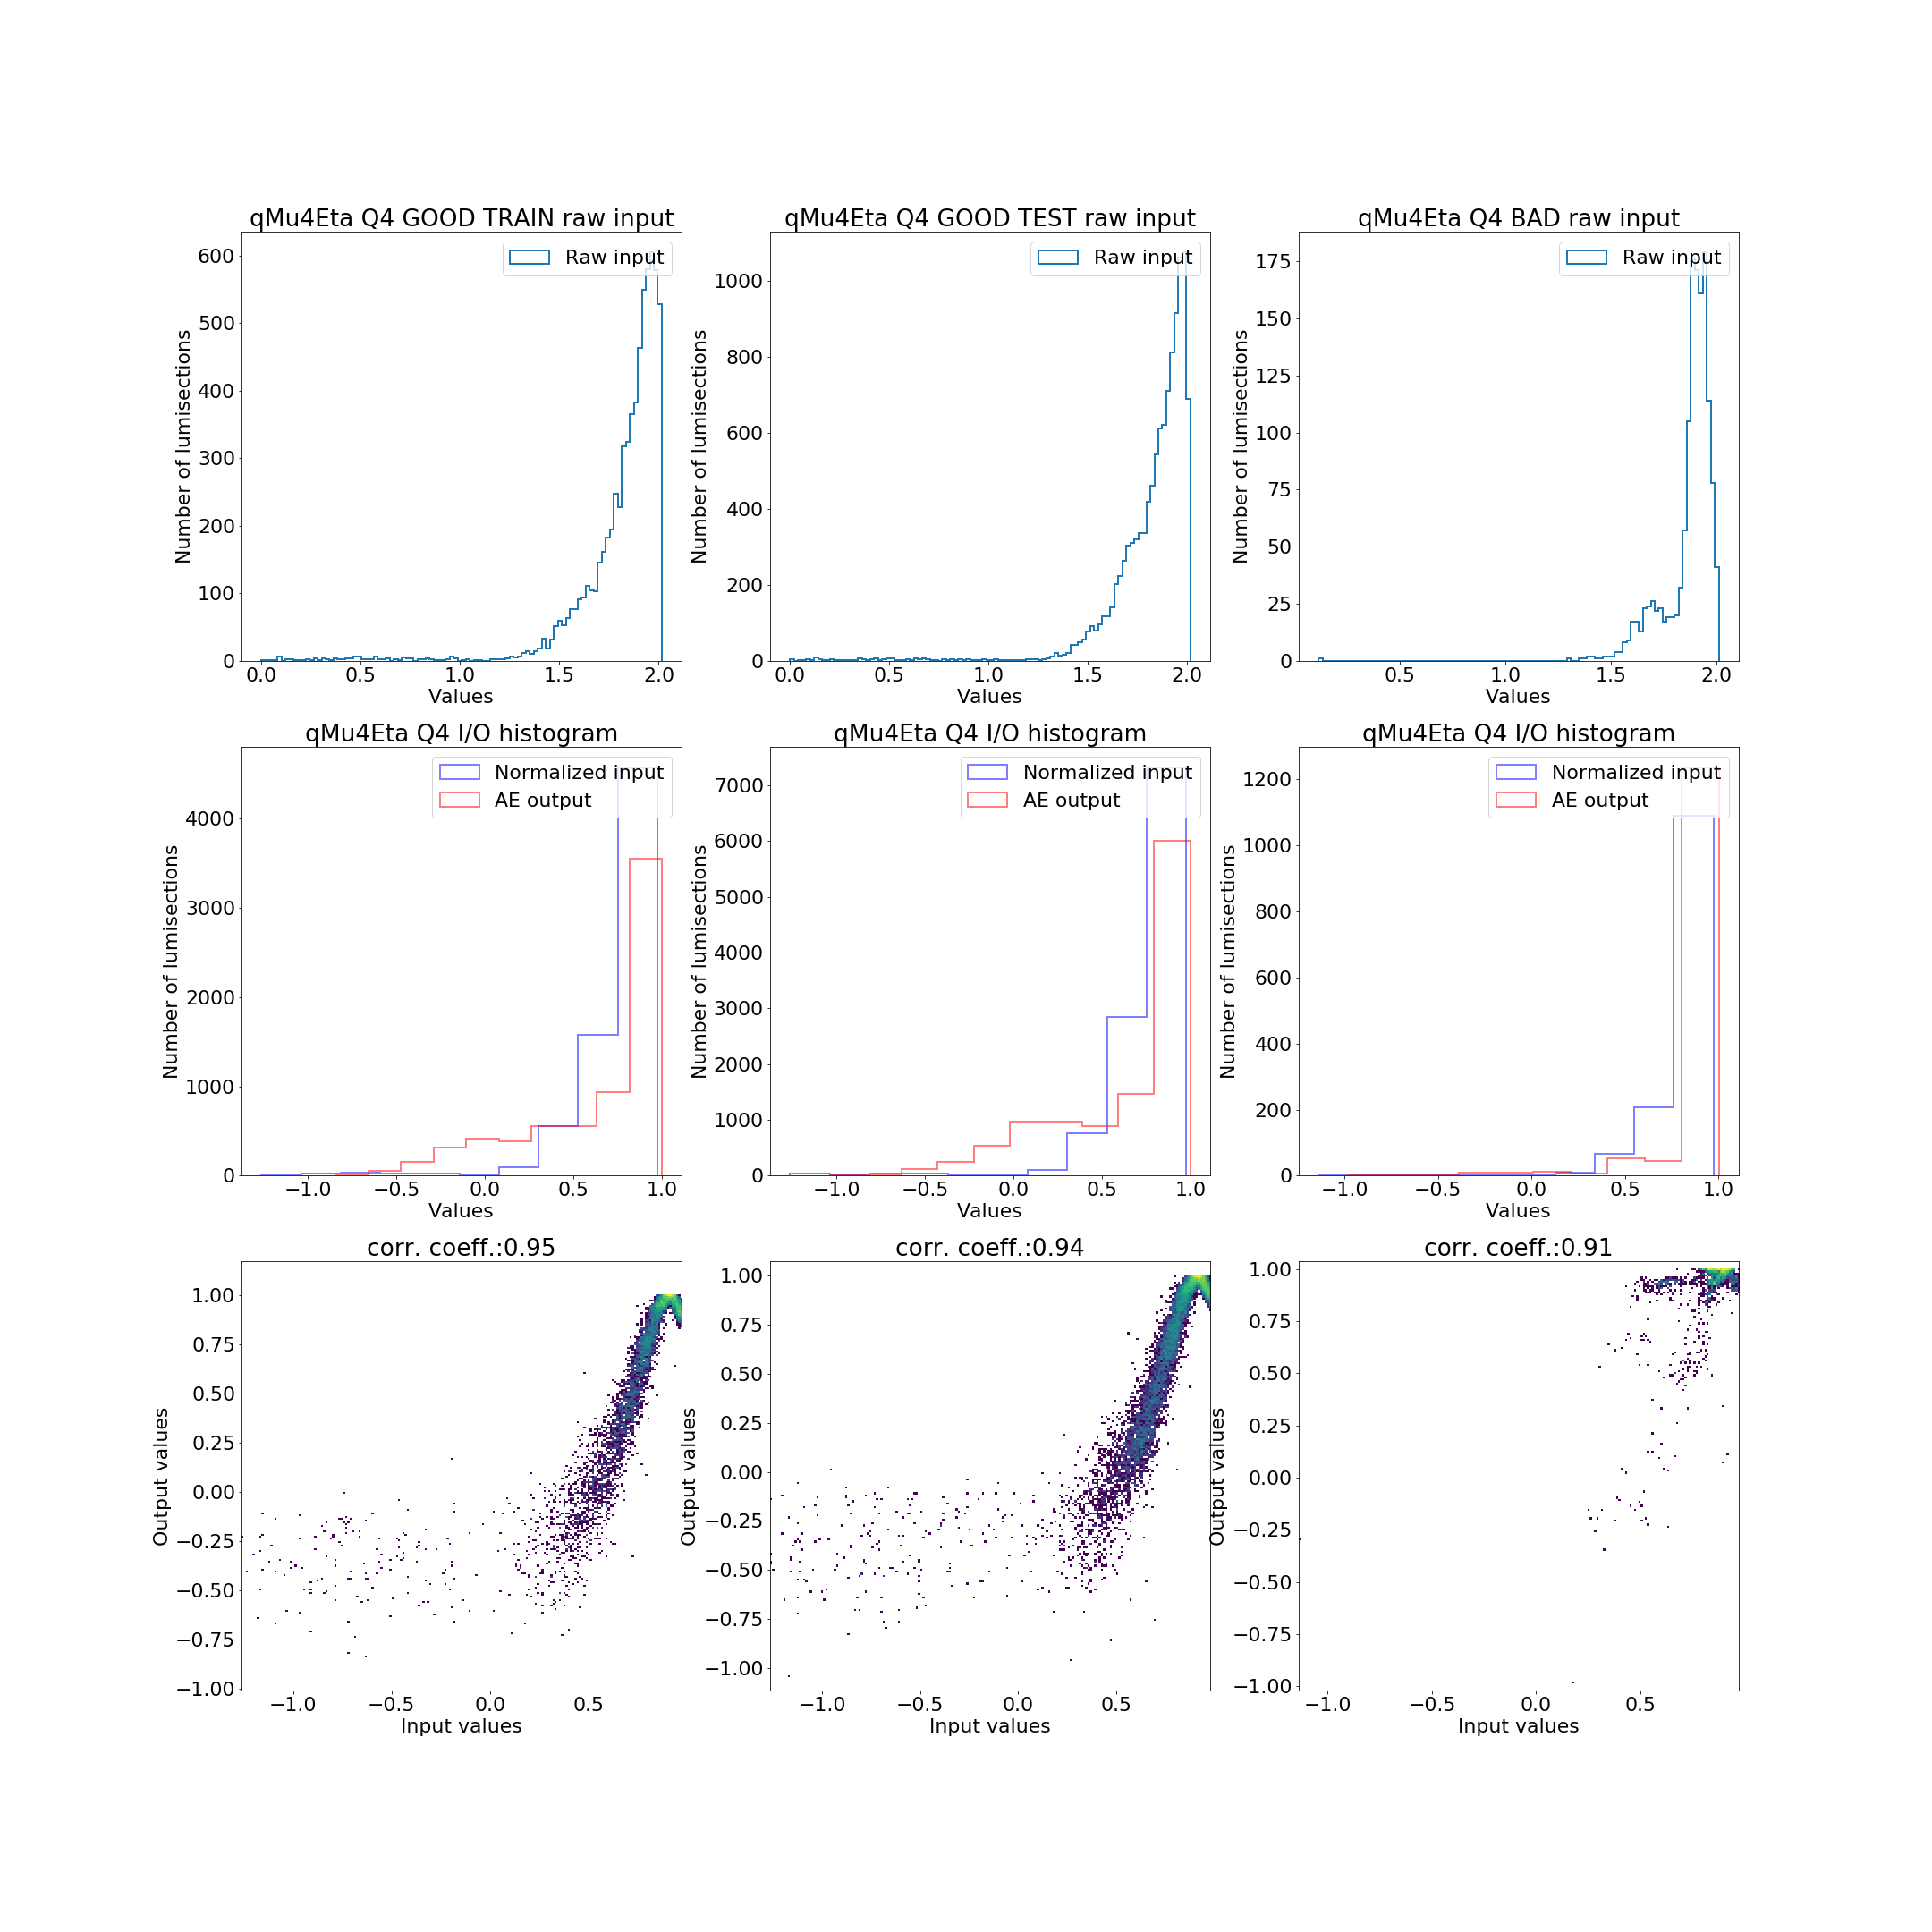 qMu4Eta Q4 GOOD TRAIN raw input
qMu4Eta Q4 GOOD TEST raw input
qMu4Eta Q4 BAD raw input
Raw input
Raw input
Raw input
Number of lumisections
600
500
400
300
200
100
0
0.0 0.5 1.0 1.5 2.0
Values
Number of lumisections
1000
800
600
400
200
0
0.0 0.5 1.0 1.5 2.0
Values
Number of lumisections
175
150
125
100
75
50
25
0
0.5 1.0 1.5 2.0
Values
qMu4Eta Q4 I/O histogram
qMu4Eta Q4 I/O histogram
qMu4Eta Q4 I/O histogram
Normalized input
AE output
Number of lumisections
4000
3000
2000
1000
0
−1.0 −0.5 0.0 0.5 1.0
Values
Normalized input
AE output
Number of lumisections
7000
6000
5000
4000
3000
2000
1000
0
−1.0 −0.5 0.0 0.5 1.0
Values
Normalized input
AE output
Number of lumisections
1200
1000
800
600
400
200
0
−1.0 −0.5 0.0 0.5 1.0
Values
corr. coeff.:0.95
corr. coeff.:0.94
corr. coeff.:0.91
Output values
1.00
0.75
0.50
0.25
0.00
−0.25
−0.50
−0.75
−1.00
−1.0 −0.5 0.0 0.5
Input values
Output values
1.00
0.75
0.50
0.25
0.00
−0.25
−0.50
−0.75
−1.00
−1.0 −0.5 0.0 0.5
Input values
Output values
1.00
0.75
0.50
0.25
0.00
−0.25
−0.50
−0.75
−1.00
−1.0 −0.5 0.0 0.5
Input values